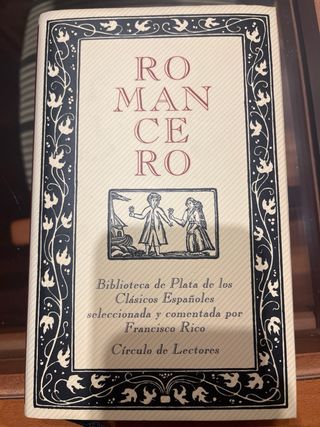 RO
MAN
CE
RO
Biblioteca de Plata de los
Clásicos Españoles
seleccionada y comentada por
Francisco Rico
Círculo de Lectores